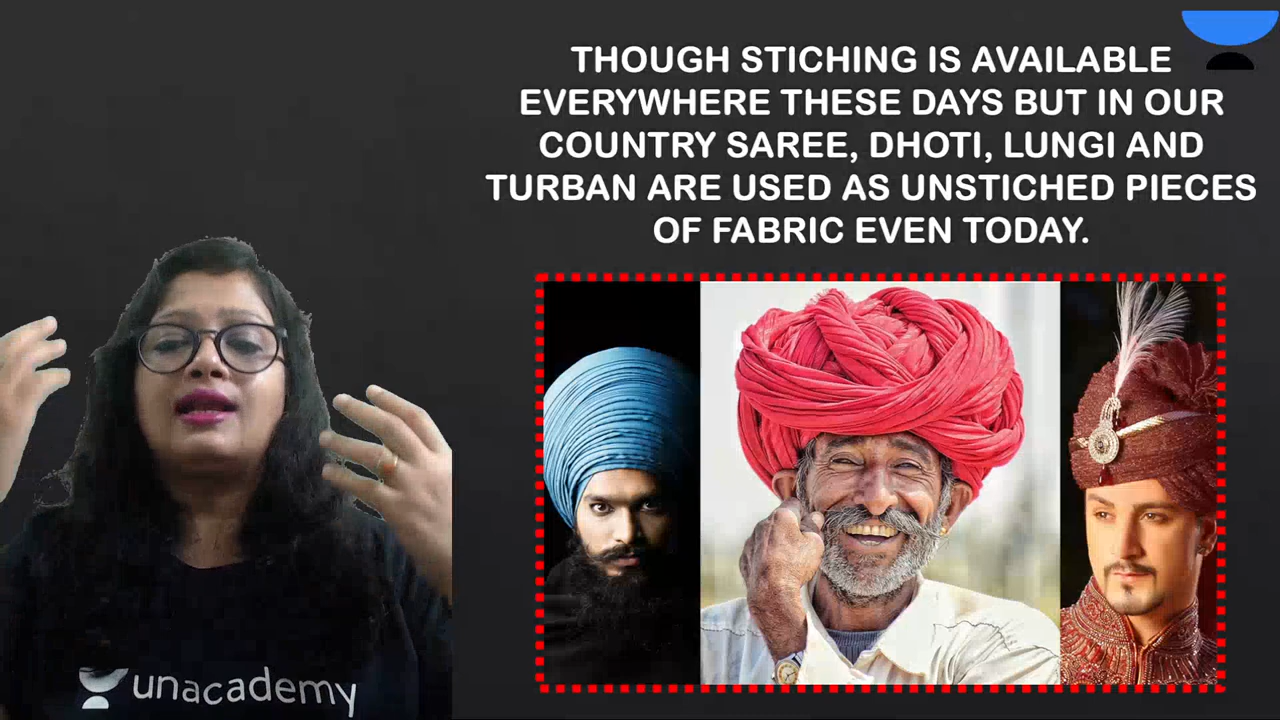 THOUGH STICHING IS AVAILABLE
EVERYWHERE THESE DAYS BUT IN OUR
COUNTRY SAREE, DHOTI, LUNGI AND
TURBAN ARE USED AS UNSTICHED PIECES
OF FABRIC EVEN TODAY.
unacademy